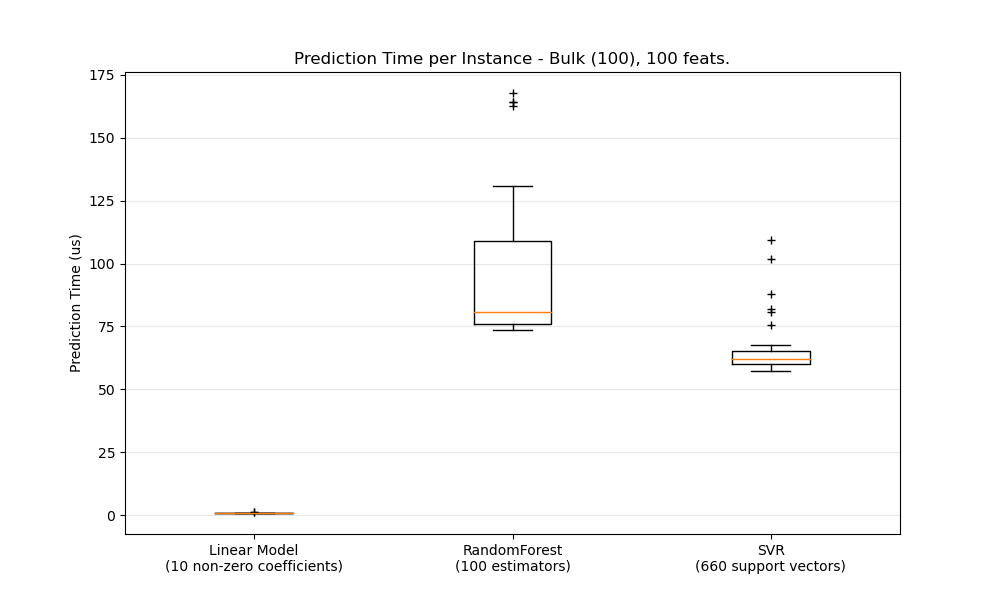 Prediction Time per Instance - Bulk (100), 100 feats.
175
150
125
100
75
50
25
0
Prediction Time (us)
Linear Model
(10 non-zero coefficients)
RandomForest
(100 estimators)
SVR
(660 support vectors)